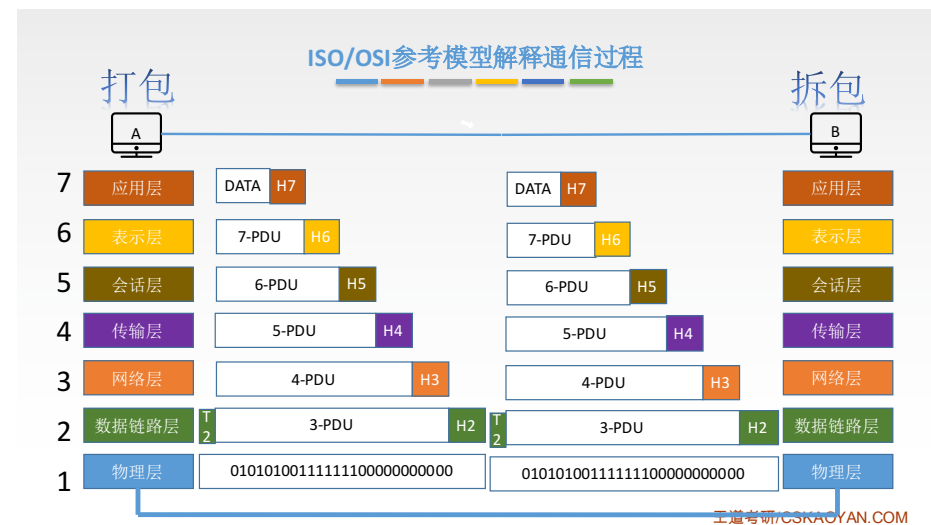 ISO/OSI参考模型解释通信过程
打包
拆包
A
B
7 应用层 DATA H7 DATA H7 应用层
6 表示层 7-PDU H6 7-PDU H6 表示层
5 会话层 6-PDU H5 6-PDU H5 会话层
4 传输层 5-PDU H4 5-PDU H4 传输层
3 网络层 4-PDU H3 4-PDU H3 网络层
2 数据链路层 T2 3-PDU H2 T2 3-PDU H2 数据链路层
1 物理层 010101001111111100000000000 010101001111111100000000000 物理层
王道考研/CSKAOYAN.COM